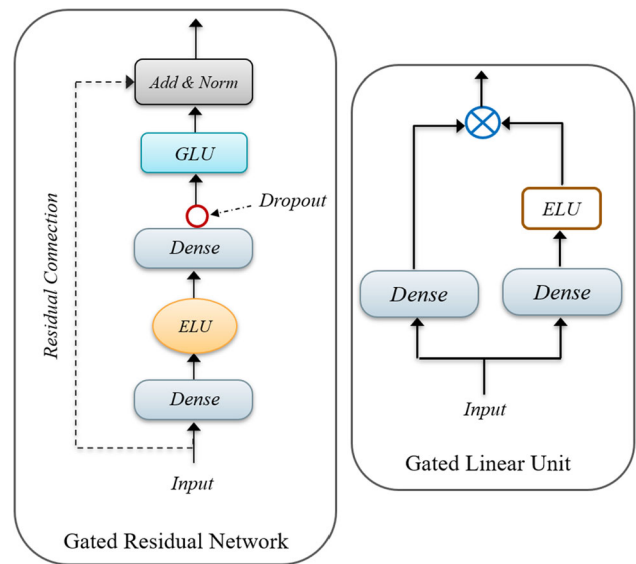 Add & Norm
GLU
Dropout
Dense
Residual Connection
ELU
Dense
Input
Gated Residual Network
ELU
Dense
Dense
Input
Gated Linear Unit